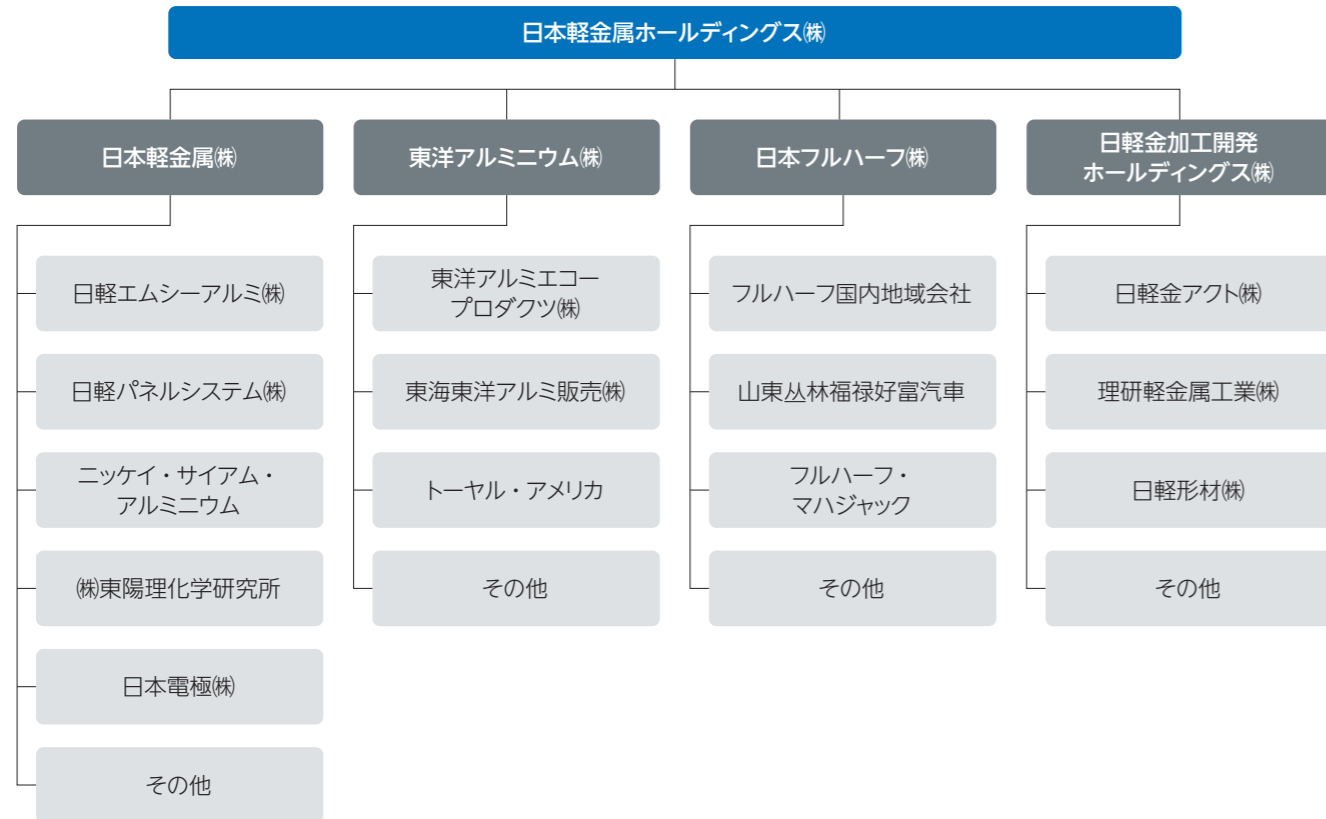 日本軽金属ホールディングス㈱
日本軽金属㈱
日軽エムシーアルミ㈱
日軽パネルシステム㈱
ニッケイ・サイアム・
アルミニウム
㈱東陽理化学研究所
日本電極㈱
その他
東洋アルミニウム㈱
東洋アルミエコー
プロダクツ㈱
東海東洋アルミ販売㈱
トーヤル・アメリカ
その他
日本フルハーフ㈱
フルハーフ国内地域会社
山東丛林福禄好富汽車
フルハーフ・
マハジャック
その他
日軽金加工開発
ホールディングス㈱
日軽金アクト㈱
理研軽金属工業㈱
日軽形材㈱
その他